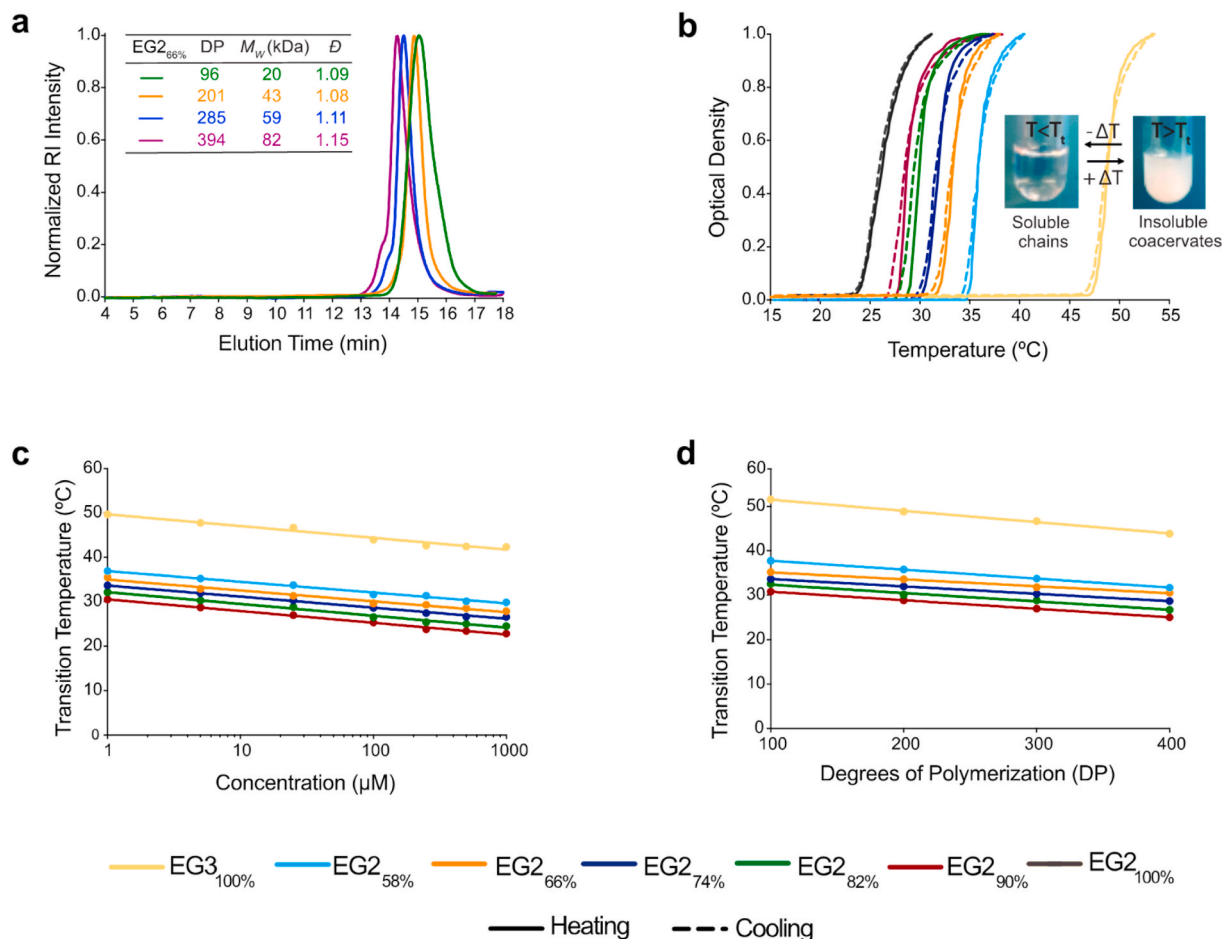 a
EG266% DP MW (kDa) Đ
96 20 1.09
201 43 1.08
285 59 1.11
394 82 1.15
Normalized RI Intensity
1.0
0.8
0.6
0.4
0.2
0.0
4 5 6 7 8 9 10 11 12 13 14 15 16 17 18
Elution Time (min)
b
Optical Density
1.0
0.8
0.6
0.4
0.2
0.0
T<Tt -ΔT T>Tt
+ΔT
Soluble chains
Insoluble coacervates
15 20 25 30 35 40 45 50 55
Temperature (ºC)
c
Transition Temperature (ºC)
60
50
40
30
20
10
0
1 10 100 1000
Concentration (µM)
d
Transition Temperature (ºC)
60
50
40
30
20
10
0
100 200 300 400
Degrees of Polymerization (DP)
EG3100% EG258% EG266% EG274% EG282% EG290% EG2100%
Heating Cooling